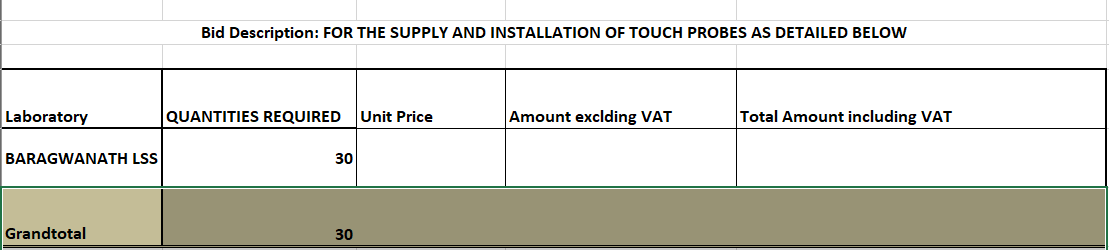 Bid Description: FOR THE SUPPLY AND INSTALLATION OF TOUCH PROBES AS DETAILED BELOW
Laboratory QUANTITIES REQUIRED Unit Price Amount exclding VAT Total Amount including VAT
BARAGWANATH LSS 30
Grandtotal 30